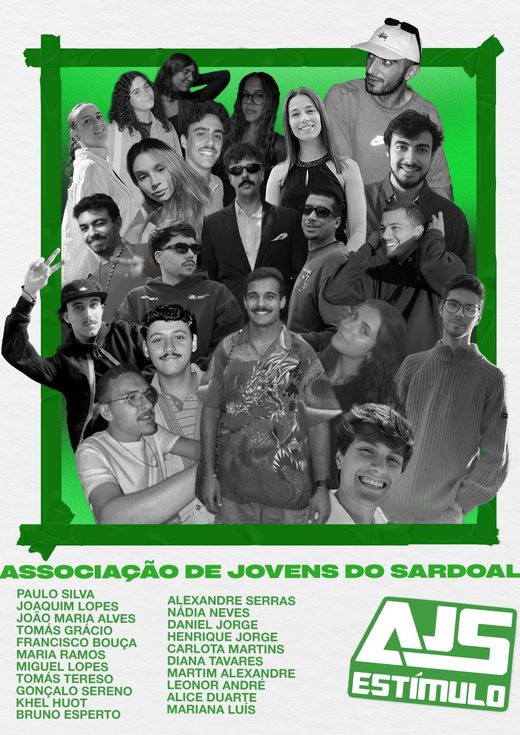 ASSOCIAÇÃO DE JOVENS DO SARDOAL
PAULO SILVA
JOAQUIM LOPES
JOÃO MARIA ALVES
TOMÁS GRÁCIO
FRANCISCO BOUÇA
MARIA RAMOS
MIGUEL LOPES
TOMÁS TERESO
GONÇALO SERENO
KHEL HUOT
BRUNO ESPERTO
ALEXANDRE SERRAS
NÁDIA NEVES
DANIEL JORGE
HENRIQUE JORGE
CARLOTA MARTINS
DIANA TAVARES
MARTIM ALEXANDRE
LEONOR ANDRÉ
ALICE DUARTE
MARIANA LUÍS
AJS
ESTÍMULO